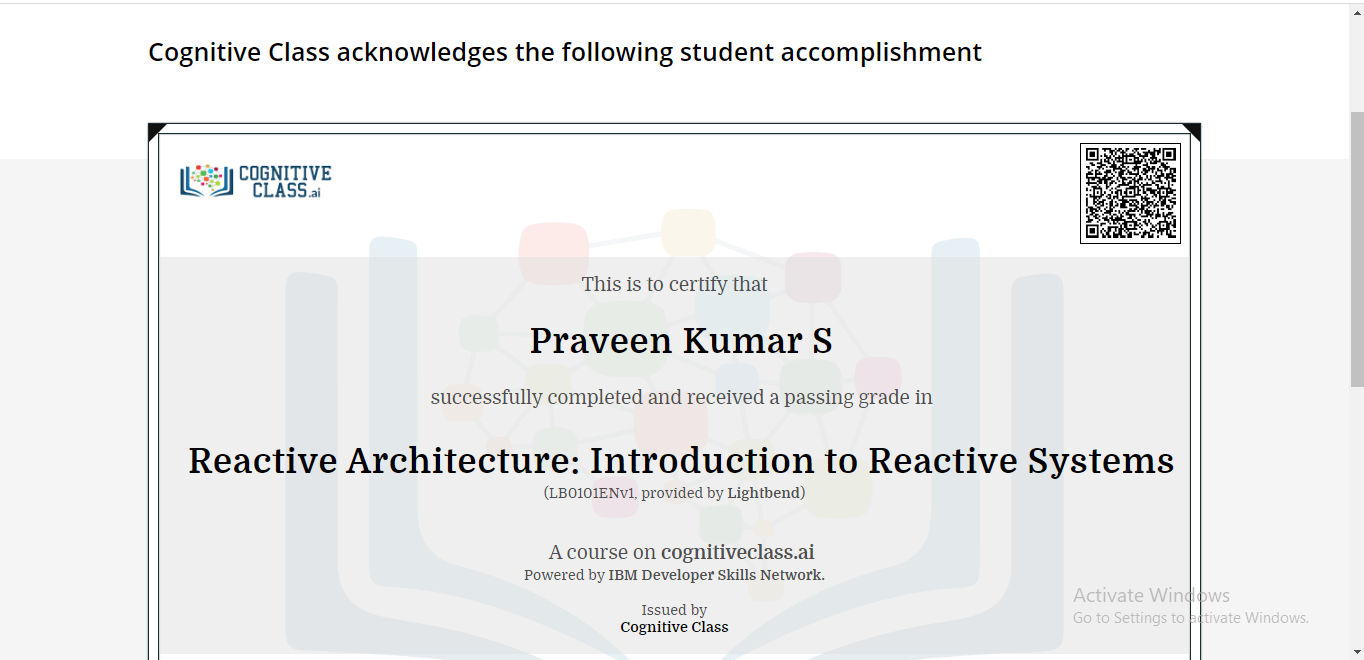 Cognitive Class acknowledges the following student accomplishment
COGNITIVE
CLASS.ai
This is to certify that
Praveen Kumar S
successfully completed and received a passing grade in
Reactive Architecture: Introduction to Reactive Systems
(LB0101ENv1, provided by Lightbend)
A course on cognitiveclass.ai
Powered by IBM Developer Skills Network.
Issued by
Cognitive Class
Activate Windows
Go to Settings to activate Windows.